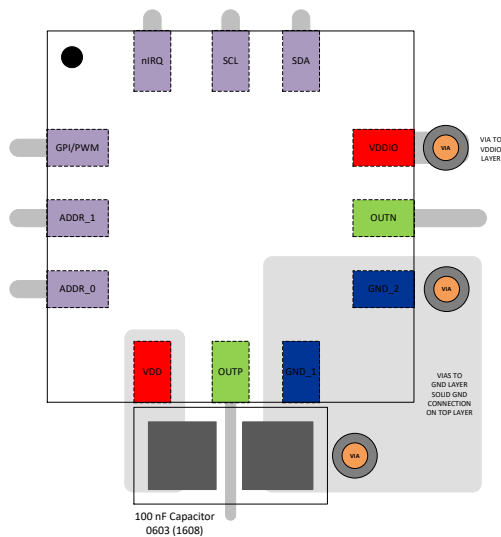 nIRQ
SCL
SDA
GPI/PWM
VDDIO
VIA
VIA TO
VDDIO
LAYER
ADDR_1
OUTN
ADDR_0
GND_2
VIA
VDD
OUTP
GND_1
VIAS TO
GND LAYER
SOLID GND
CONNECTION
ON TOP LAYER
VIA
100 nF Capacitor
0603 (1608)